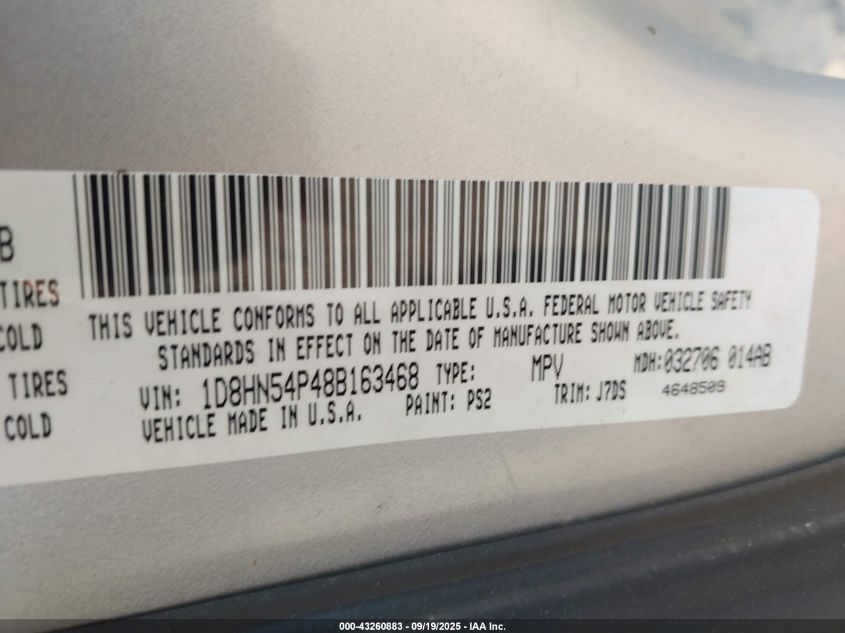 B
TIRES
COLD
TIRES
COLD
THIS VEHICLE CONFORMS TO ALL APPLICABLE U.S.A. FEDERAL MOTOR VEHICLE SAFETY
STANDARDS IN EFFECT ON THE DATE OF MANUFACTURE SHOWN ABOVE.
VIN: 1D8HN54P48B163468 TYPE: MPV MDH:032706 014AB
VEHICLE MADE IN U.S.A. PAINT: PS2 TRIM: J7DS 4648509
000-43260883 - 09/19/2025 - IAA Inc.